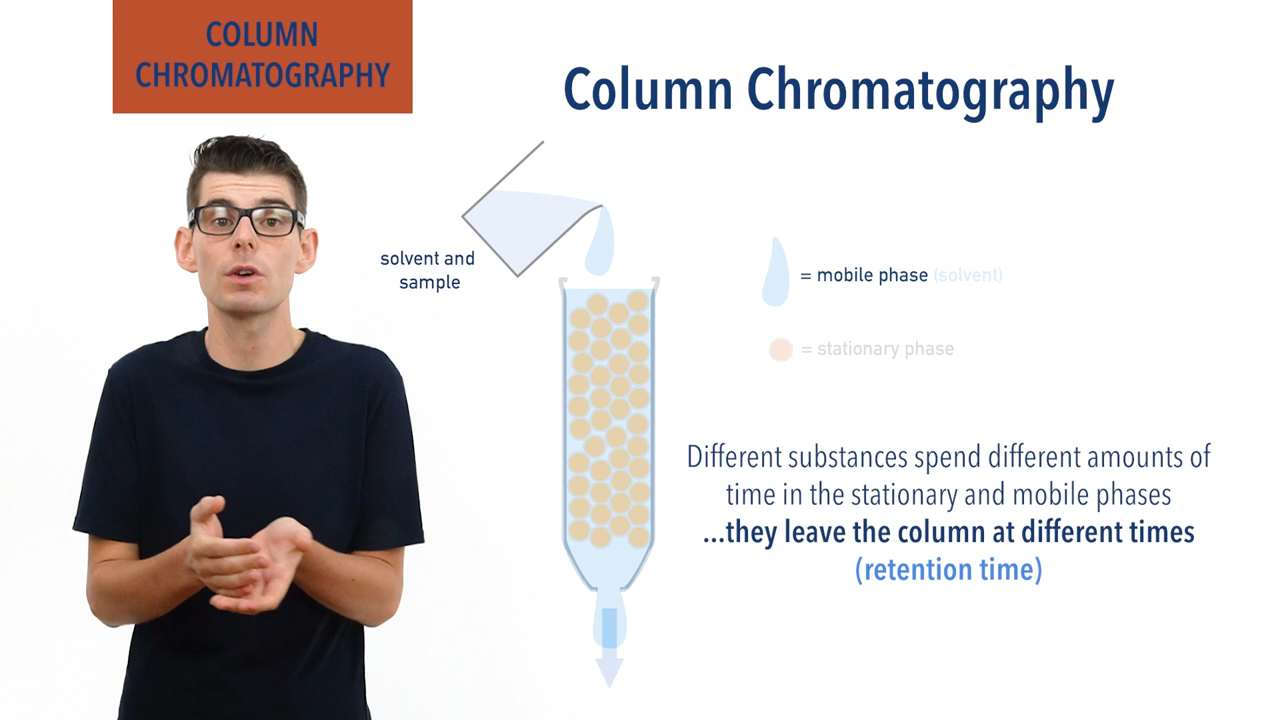 COLUMN
CHROMATOGRAPHY
Column Chromatography
solvent and
sample
= mobile phase (solvent)
= stationary phase
Different substances spend different amounts of
time in the stationary and mobile phases
...they leave the column at different times
(retention time)